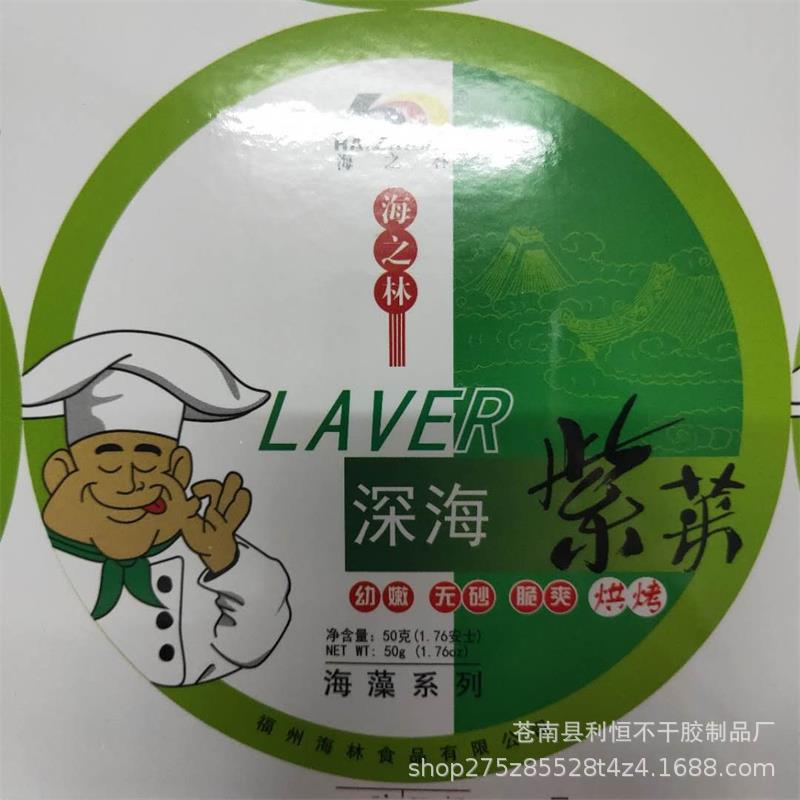 海之林
海之林
LAVER
深海 紫菜
幼嫩 无砂 脆爽 烘烤
净含量: 50克(1.76安士)
NET WT: 50g (1.76oz)
海藻系列
福州海林食品有限公司
苍南县利恒不干胶制品厂
shop275z85528t4z4.1688.com